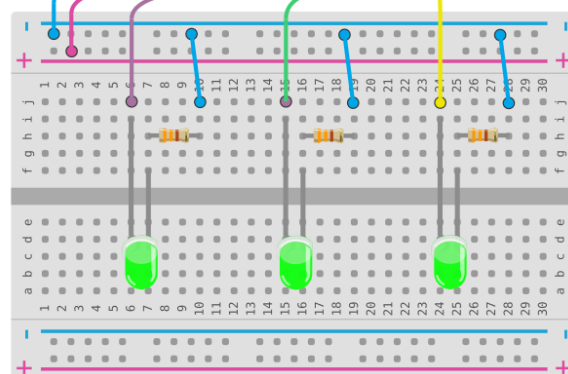 - -
+ +
1 2 3 4 5 6 7 8 9 10 11 12 13 14 15 16 17 18 19 20 21 22 23 24 25 26 27 28 29 30
j j
i i
h h
g g
f f
e e
d d
c c
b b
a a
1 2 3 4 5 6 7 8 9 10 11 12 13 14 15 16 17 18 19 20 21 22 23 24 25 26 27 28 29 30
- -
+ +